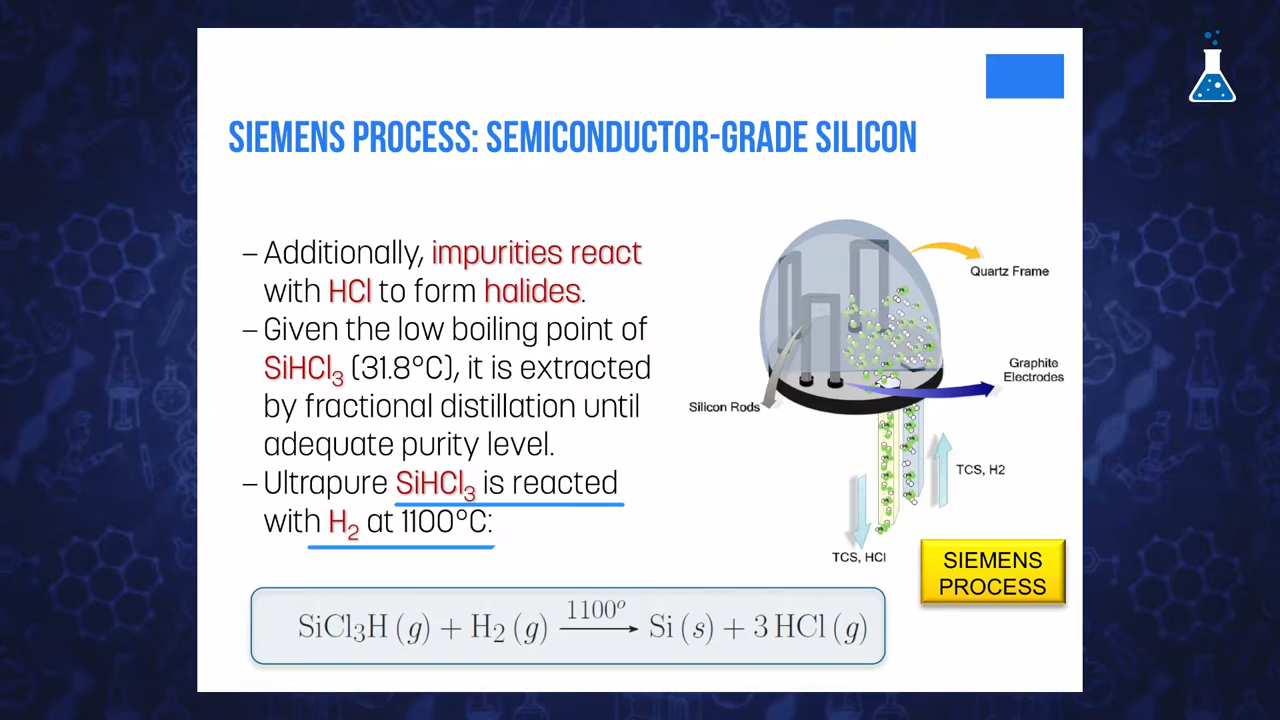 SIEMENS PROCESS: SEMICONDUCTOR-GRADE SILICON
– Additionally, impurities react
with HCl to form halides.
– Given the low boiling point of
SiHCl₃ (31.8°C), it is extracted
by fractional distillation until
adequate purity level.
– Ultrapure SiHCl₃ is reacted
with H₂ at 1100°C:
Quartz Frame
Graphite
Electrodes
Silicon Rods
TCS, H2
TCS, HCl
SIEMENS
PROCESS
SiCl₃H (g) + H₂ (g) 1100° → Si (s) + 3 HCl (g)